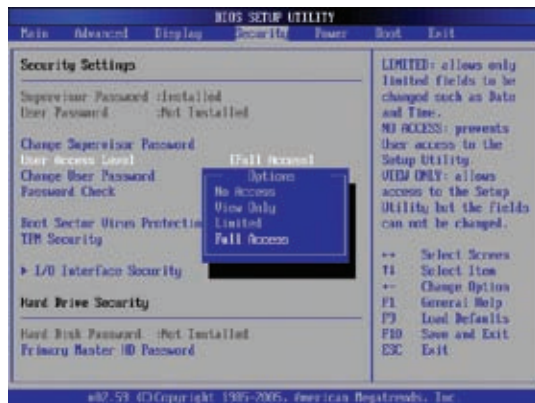 BIOS SETUP UTILITY
Main Advanced Display Security Power Boot Exit
Security Settings
Supervisor Password :Installed
User Password :Not Installed
Change Supervisor Password
User Access Level [Full Access]
Change User Password
Password Check
Boot Sector Virus Protectio
TPM Security
I/O Interface Security
Hard Drive Security
Hard Disk Password :Not Installed
Primary Master HD Password
Options
No Access
View Only
Limited
Full Access
LIMITED: allows only
limited fields to be
changed such as Date
and Time.
NO ACCESS: prevents
User access to the
Setup Utility.
VIEW ONLY: allows
access to the Setup
Utility but the fields
can not be changed.
Select Screen
Select Item
+- Change Option
F1 General Help
F9 Load Defaults
F10 Save and Exit
ESC Exit
v02.59 (C)Copyright 1985-2005, American Megatrends, Inc